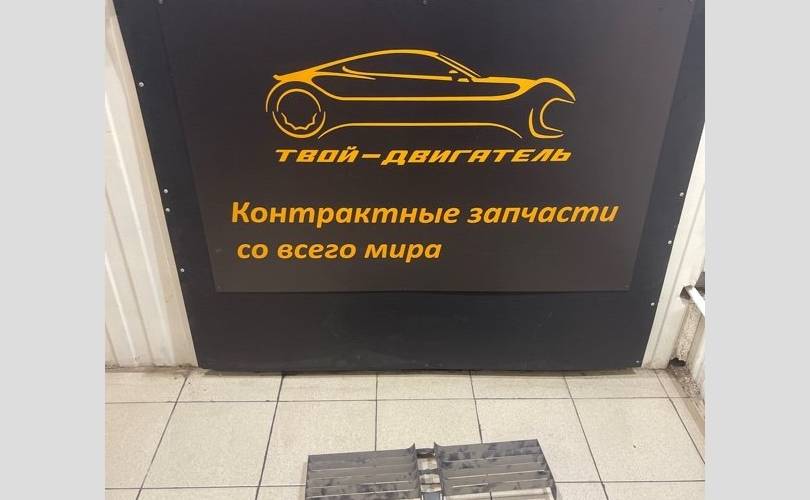 ТВОЙ-ДВИГАТЕЛЬ
Контрактные запчасти
со всего мира